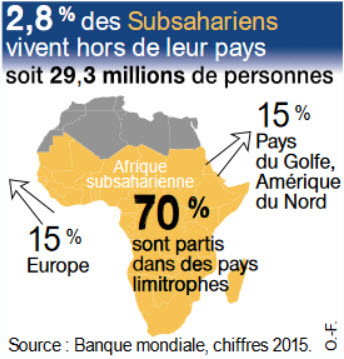 2,8 % des Subsahariens
vivent hors de leur pays
soit 29,3 millions de personnes
15 %
Pays
du Golfe,
Amérique
du Nord
Afrique
subsaharienne
70 %
sont partis
dans des pays
limitrophes
15 %
Europe
Source : Banque mondiale, chiffres 2015.
O.-F.